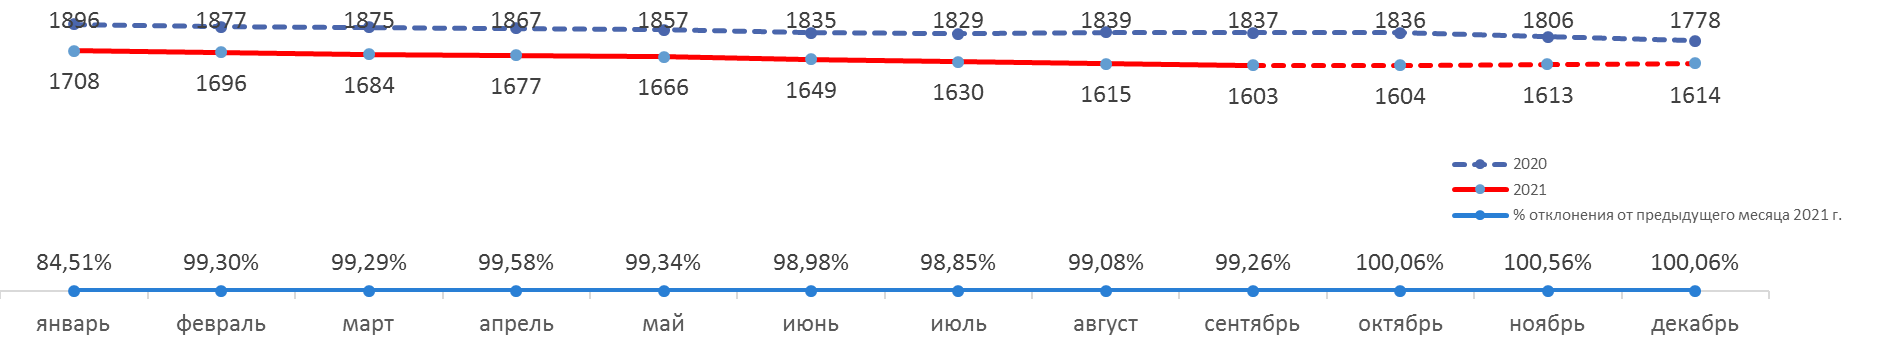 1896 1877 1875 1867 1857 1835 1829 1839 1837 1836 1806 1778
1708 1696 1684 1677 1666 1649 1630 1615 1603 1604 1613 1614
2020
2021
% отклонения от предыдущего месяца 2021 г.
84,51% 99,30% 99,29% 99,58% 99,34% 98,98% 98,85% 99,08% 99,26% 100,06% 100,56% 100,06%
январь февраль март апрель май июнь июль август сентябрь октябрь ноябрь декабрь